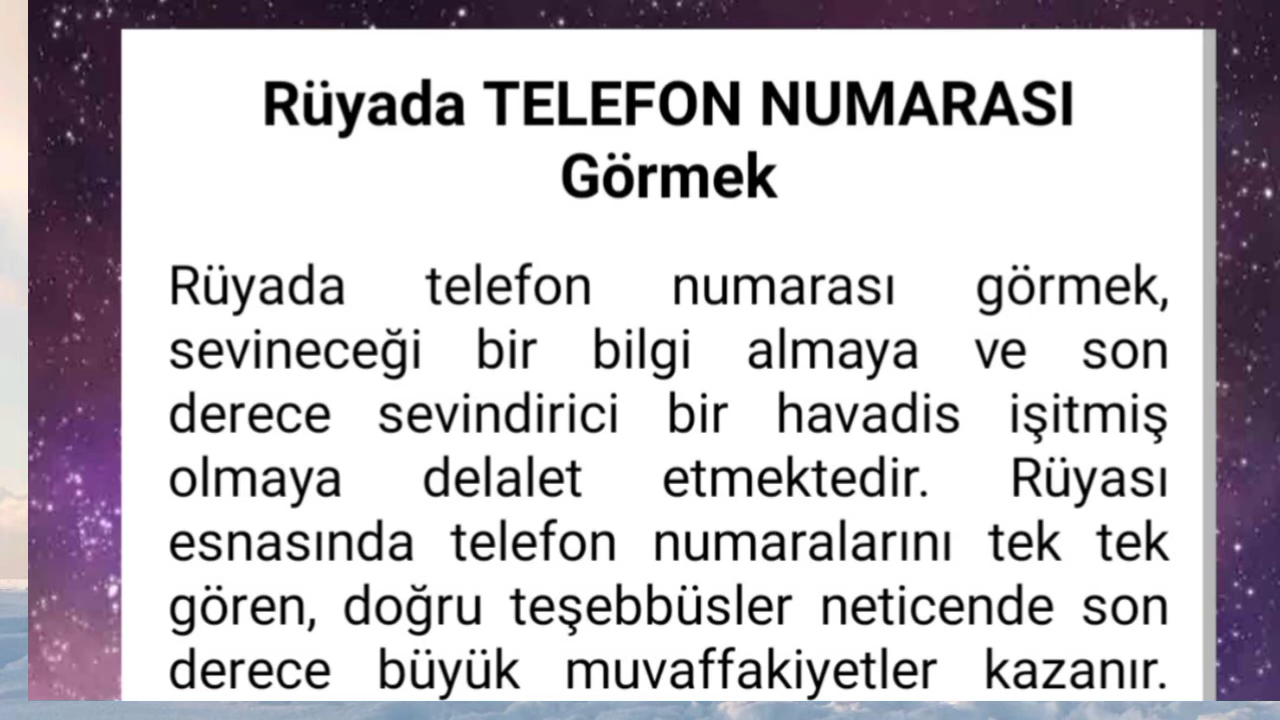 Rüyada TELEFON NUMARASI
Görmek
Rüyada telefon numarası görmek,
sevineceği bir bilgi almaya ve son
derece sevindirici bir havadis işitmiş
olmaya delalet etmektedir. Rüyası
esnasında telefon numaralarını tek tek
gören, doğru teşebbüsler neticende son
derece büyük muvaffakiyetler kazanır.